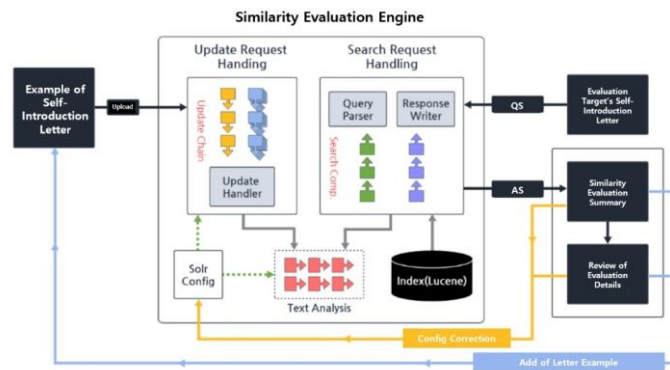 Similarity Evaluation Engine
Update Request
Handing
Search Request
Handling
Example of
Self-
Introduction
Letter
Upload
Update Chain
Update
Handler
Query
Parser
Response
Writer
Search Comp.
QS
Evaluation
Target's Self-
Introduction
Letter
AS
Similarity
Evaluation
Summary
Solr
Config
Text Analysis
Index(Lucene)
Review of
Evaluation
Details
Config Correction
Add of Letter Example